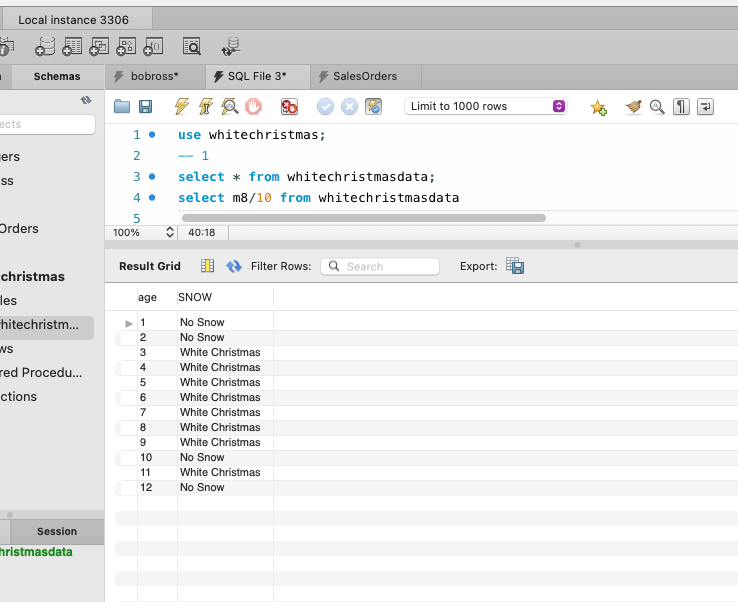 Local instance 3306
Schemas
bobross*
SQL File 3*
SalesOrders
ects
Limit to 1000 rows
1 use whitechristmas;
2 -- 1
3 select * from whitechristmasdata;
4 select m8/10 from whitechristmasdata
5
100% 40:18
gers
ss
Orders
christmas
les
whitechristm...
ws
red Procedu...
ctions
Result Grid Filter Rows: Search Export:
age SNOW
1 No Snow
2 No Snow
3 White Christmas
4 White Christmas
5 White Christmas
6 White Christmas
7 White Christmas
8 White Christmas
9 White Christmas
10 No Snow
11 White Christmas
12 No Snow
Session
hristmasdata